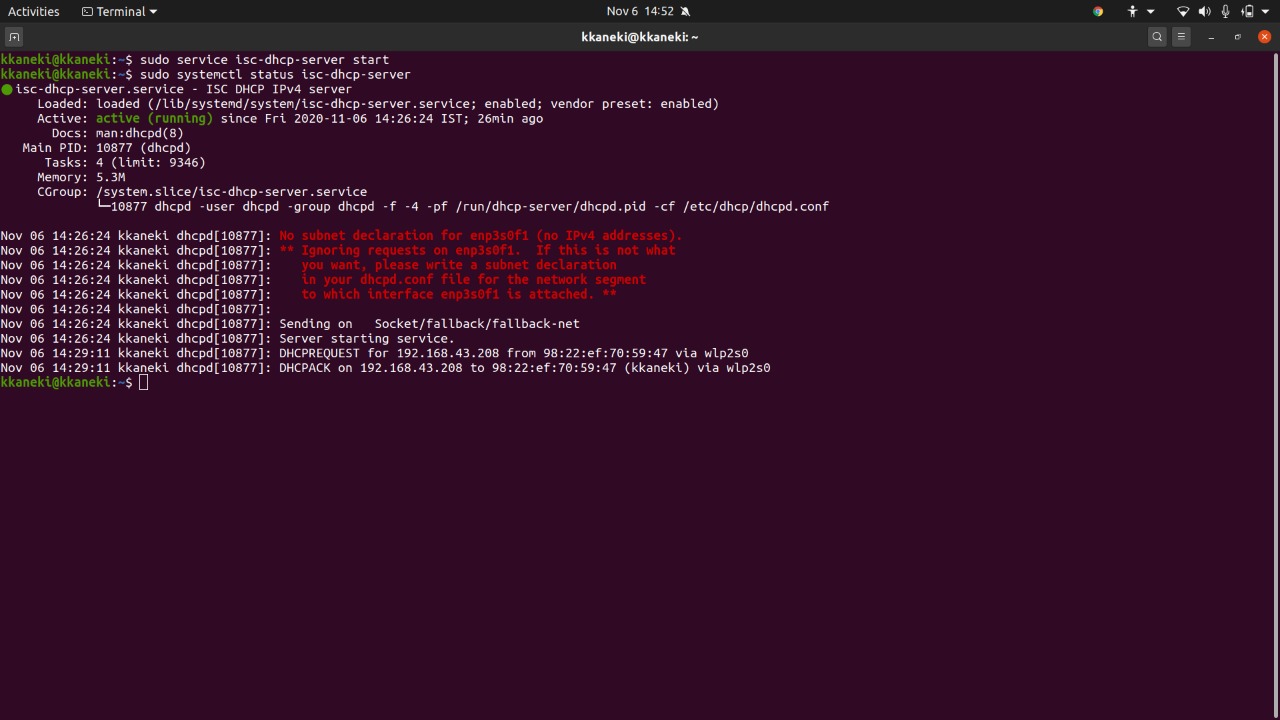 Activities Terminal Nov 6 14:52
kkaneki@kkaneki: ~
kkaneki@kkaneki:~$ sudo service isc-dhcp-server start
kkaneki@kkaneki:~$ sudo systemctl status isc-dhcp-server
● isc-dhcp-server.service - ISC DHCP IPv4 server
Loaded: loaded (/lib/systemd/system/isc-dhcp-server.service; enabled; vendor preset: enabled)
Active: active (running) since Fri 2020-11-06 14:26:24 IST; 26min ago
Docs: man:dhcpd(8)
Main PID: 10877 (dhcpd)
Tasks: 4 (limit: 9346)
Memory: 5.3M
CGroup: /system.slice/isc-dhcp-server.service
└─10877 dhcpd -user dhcpd -group dhcpd -f -4 -pf /run/dhcp-server/dhcpd.pid -cf /etc/dhcp/dhcpd.conf
Nov 06 14:26:24 kkaneki dhcpd[10877]: No subnet declaration for enp3s0f1 (no IPv4 addresses).
Nov 06 14:26:24 kkaneki dhcpd[10877]: ** Ignoring requests on enp3s0f1.  If this is not what
Nov 06 14:26:24 kkaneki dhcpd[10877]:    you want, please write a subnet declaration
Nov 06 14:26:24 kkaneki dhcpd[10877]:    in your dhcpd.conf file for the network segment
Nov 06 14:26:24 kkaneki dhcpd[10877]:    to which interface enp3s0f1 is attached. **
Nov 06 14:26:24 kkaneki dhcpd[10877]:
Nov 06 14:26:24 kkaneki dhcpd[10877]: Sending on   Socket/fallback/fallback-net
Nov 06 14:26:24 kkaneki dhcpd[10877]: Server starting service.
Nov 06 14:29:11 kkaneki dhcpd[10877]: DHCPREQUEST for 192.168.43.208 from 98:22:ef:70:59:47 via wlp2s0
Nov 06 14:29:11 kkaneki dhcpd[10877]: DHCPACK on 192.168.43.208 to 98:22:ef:70:59:47 (kkaneki) via wlp2s0
kkaneki@kkaneki:~$